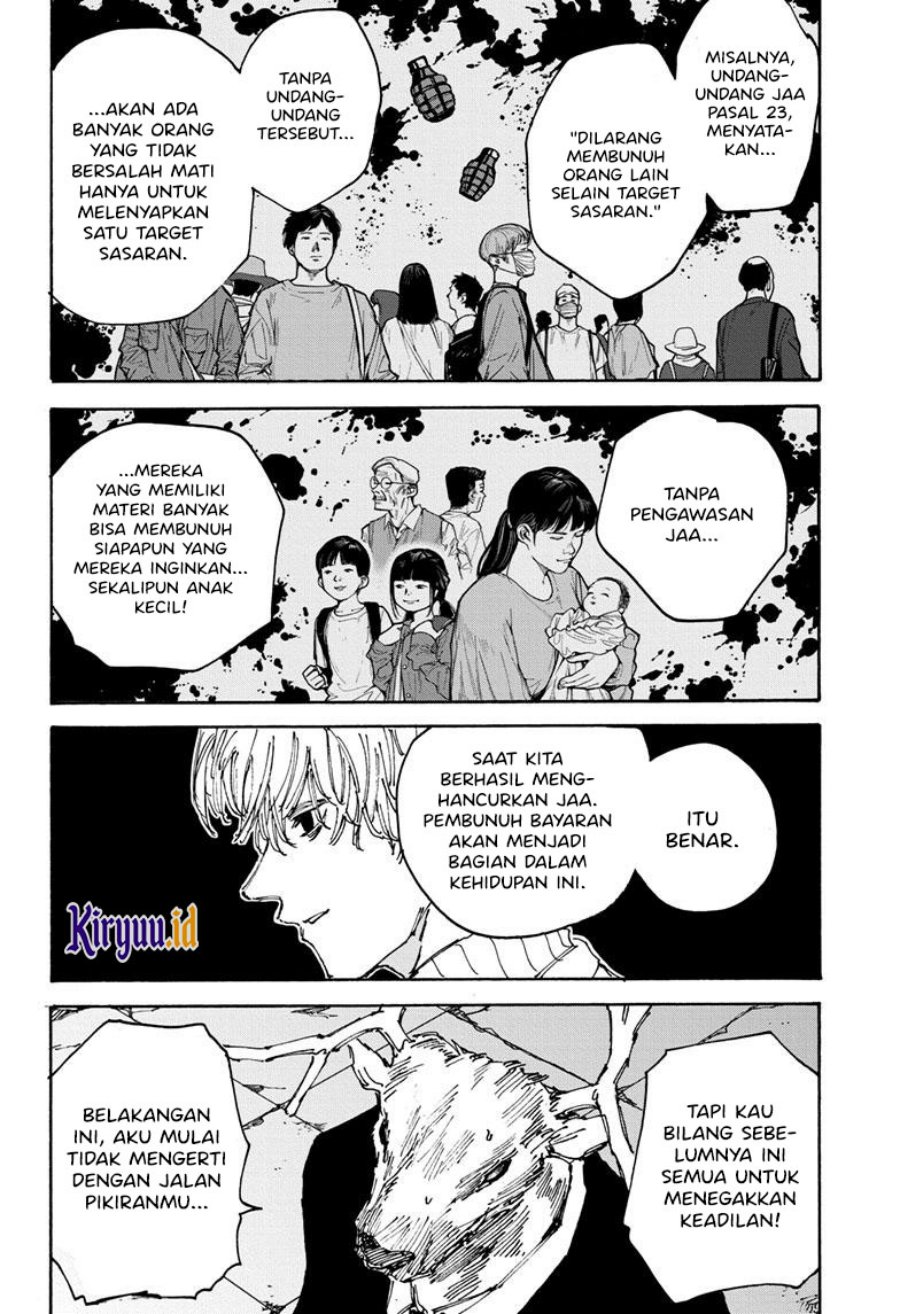 MISALNYA,
UNDANG-
UNDANG JAA
PASAL 23,
MENYATA-
KAN...
"DILARANG
MEMBUNUH
ORANG LAIN
SELAIN TARGET
SASARAN."
TANPA
UNDANG-
UNDANG
TERSEBUT...
...AKAN ADA
BANYAK ORANG
YANG TIDAK
BERSALAH MATI
HANYA UNTUK
MELENYAPKAN
SATU TARGET
SASARAN.
TANPA
PENGAWASAN
JAA...
...MEREKA
YANG MEMILIKI
MATERI BANYAK
BISA MEMBUNUH
SIAPAPUN YANG
MEREKA INGINKAN...
SEKALIPUN ANAK
KECIL!
ITU
BENAR.
SAAT KITA
BERHASIL MENG-
HANCURKAN JAA.
PEMBUNUH BAYARAN
AKAN MENJADI
BAGIAN DALAM
KEHIDUPAN INI.
Kiryuu.id
TAPI KAU
BILANG SEBE-
LUMNYA INI
SEMUA UNTUK
MENEGAKKAN
KEADILAN!
BELAKANGAN
INI, AKU MULAI
TIDAK MENGERTI
DENGAN JALAN
PIKIRANMU...